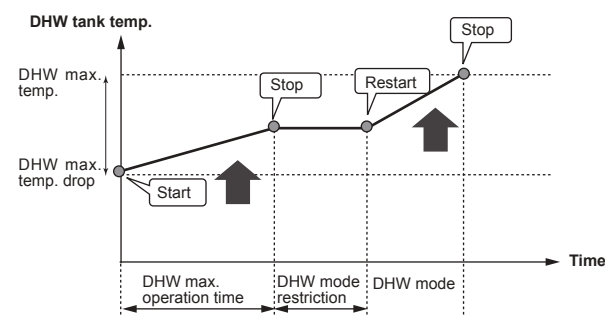 DHW tank temp.
Stop
DHW max.
temp.
Stop
Restart
DHW max.
temp. drop
Start
Time
DHW max.
operation time
DHW mode
restriction
DHW mode